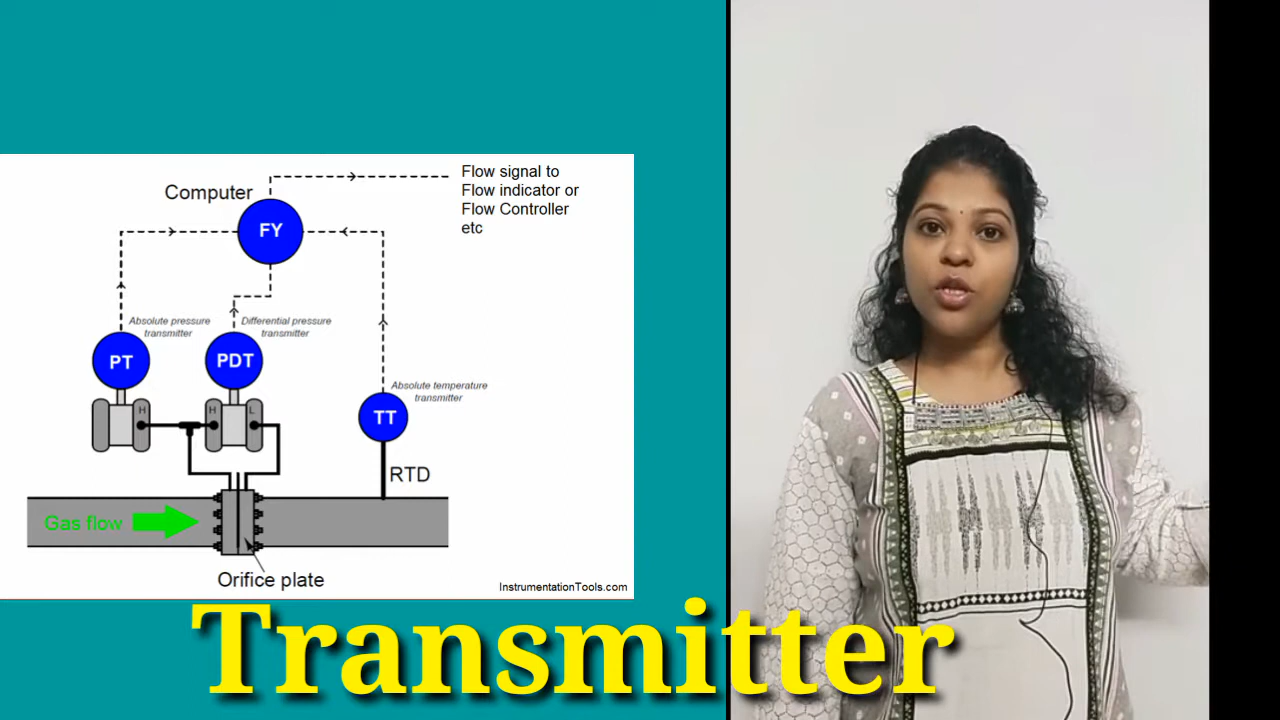 Computer
Flow signal to
Flow indicator or
Flow Controller
etc
FY
Absolute pressure
transmitter
Differential pressure
transmitter
PT
PDT
H
H
L
Absolute temperature
transmitter
TT
RTD
Gas flow
Orifice plate
InstrumentationTools.com
Transmitter